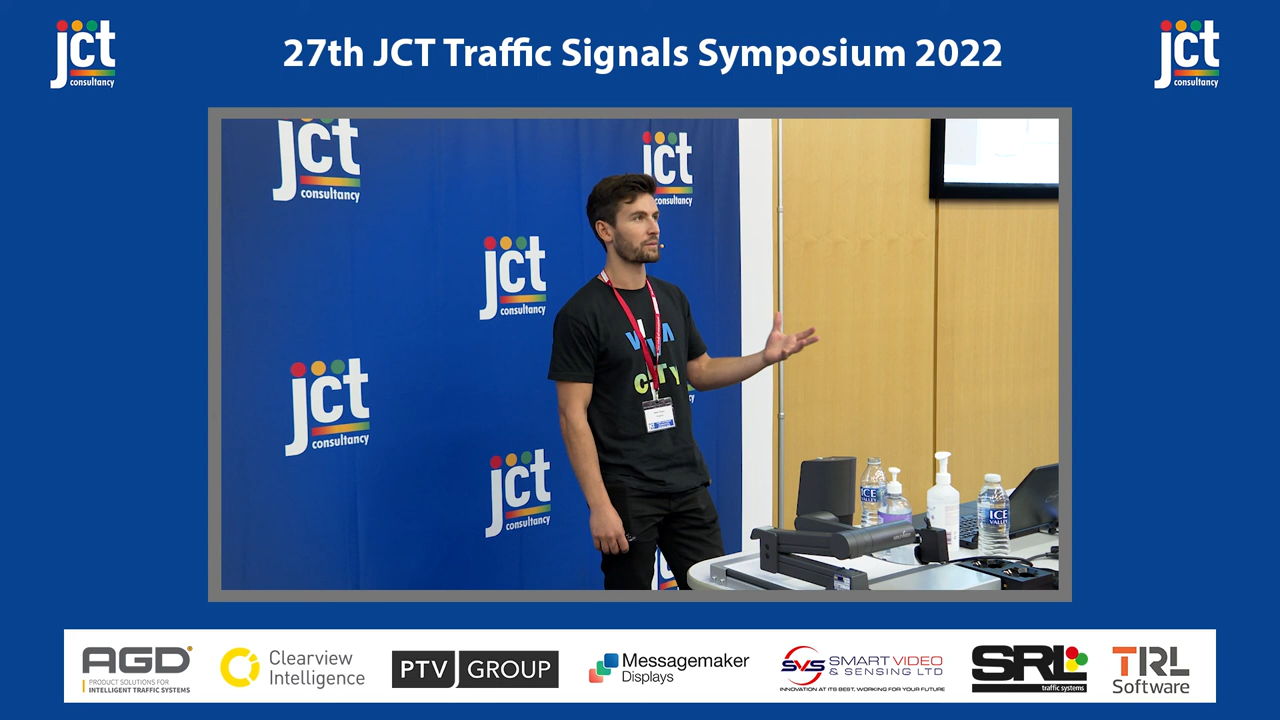 jct
consultancy
27th JCT Traffic Signals Symposium 2022
jct
consultancy
jct
consultancy
jct
consultancy
jct
consultancy
jct
consultancy
jct
consultancy
VIVA
CITY
ICE
VALLEY
ICE
VALLEY
AGD
PRODUCT SOLUTIONS FOR
INTELLIGENT TRAFFIC SYSTEMS
Clearview
Intelligence
PTV GROUP
Messagemaker
Displays
SVS SMART VIDEO
& SENSING LTD
INNOVATION AT ITS BEST, WORKING FOR YOUR FUTURE
SRL
traffic systems
TRL
Software